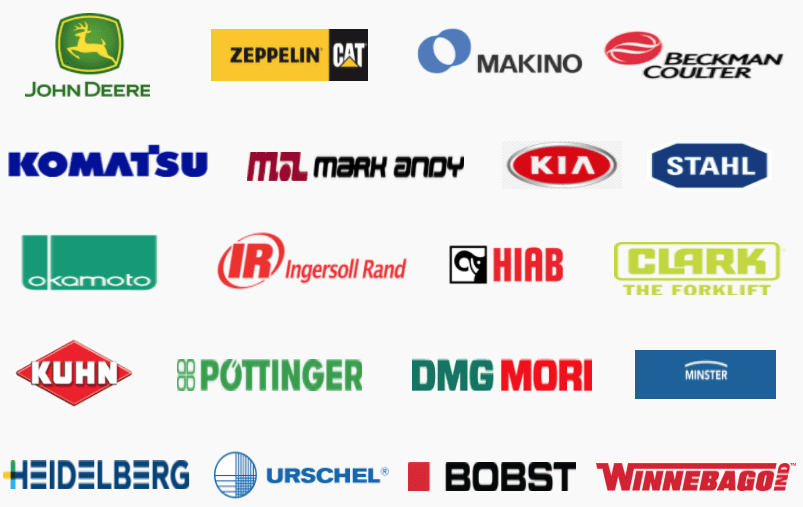 JOHN DEERE
ZEPPELIN CAT
MAKINO
BECKMAN
COULTER
KOMATSU
mark andy
KIA
STAHL
okamoto
IR Ingersoll Rand
HIAB
CLARK
THE FORKLIFT
KUHN
PÖTTINGER
DMG MORI
MINSTER
HEIDELBERG
URSCHEL®
BOBST
WINNEBAGO IND™